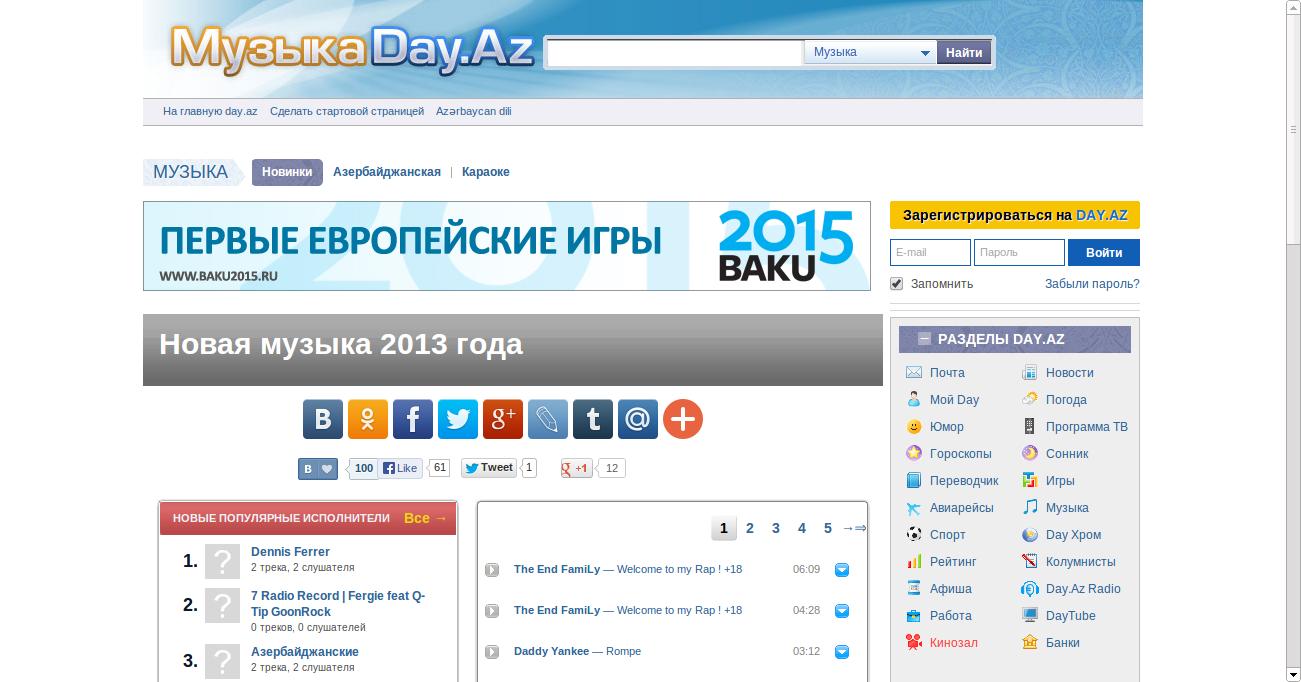 МузыкаDay.Az
Музыка
Найти
На главную day.az Сделать стартовой страницей Azərbaycan dili
МУЗЫКА Новинки Азербайджанская | Караоке
ПЕРВЫЕ ЕВРОПЕЙСКИЕ ИГРЫ
WWW.BAKU2015.RU
2015
BAKU
Зарегистрироваться на DAY.AZ
E-mail Пароль Войти
Запомнить Забыли пароль?
Новая музыка 2013 года
B f g+ t @
B 100 Like 61 Tweet 1 g +1 12
НОВЫЕ ПОПУЛЯРНЫЕ ИСПОЛНИТЕЛИ Все →
1. ? Dennis Ferrer
2 трека, 2 слушателя
2. ? 7 Radio Record | Fergie feat Q-
Tip GoonRock
0 треков, 0 слушателей
3. ? Азербайджанские
2 трека, 2 слушателя
1 2 3 4 5 →⇒
The End FamiLy — Welcome to my Rap ! +18 06:09
The End FamiLy — Welcome to my Rap ! +18 04:28
Daddy Yankee — Rompe 03:12
РАЗДЕЛЫ DAY.AZ
Почта Новости
Мой Day Погода
Юмор Программа ТВ
Гороскопы Сонник
Переводчик Игры
Авиарейсы Музыка
Спорт Day Хром
Рейтинг Колумнисты
Афиша Day.Az Radio
Работа DayTube
Кинозал Банки